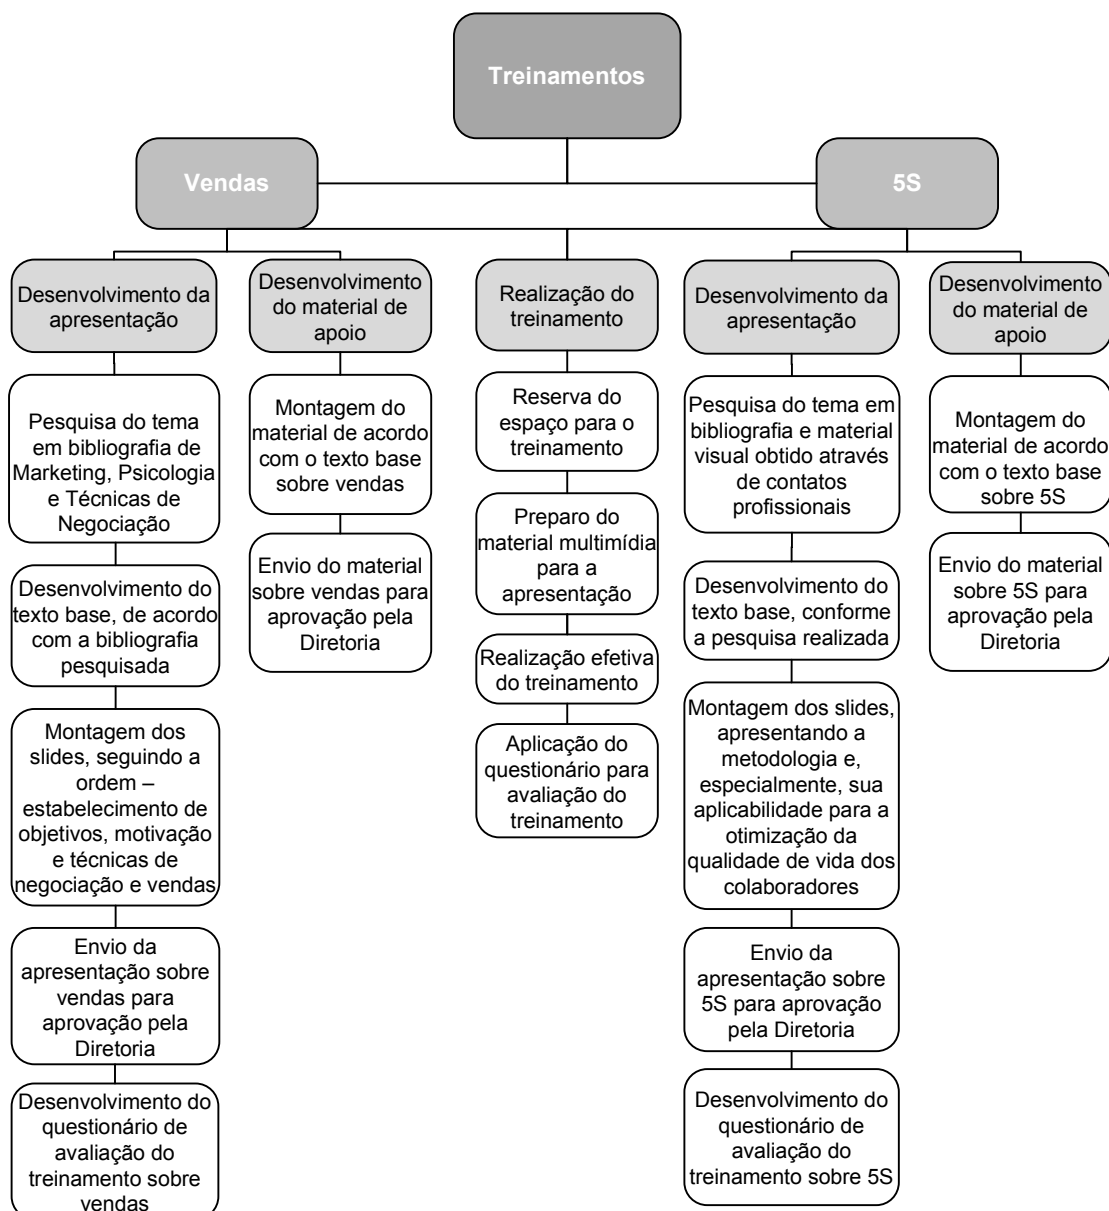 Treinamentos
Vendas
5S
Desenvolvimento da
apresentação
Pesquisa do tema
em bibliografia de
Marketing, Psicologia
e Técnicas de
Negociação
Desenvolvimento do
texto base, de acordo
com a bibliografia
pesquisada
Montagem dos
slides, seguindo a
ordem –
estabelecimento de
objetivos, motivação
e técnicas de
negociação e vendas
Envio da
apresentação sobre
vendas para
aprovação pela
Diretoria
Desenvolvimento do
questionário de
avaliação do
treinamento sobre
vendas
Desenvolvimento
do material de
apoio
Montagem do
material de acordo
com o texto base
sobre vendas
Envio do material
sobre vendas para
aprovação pela
Diretoria
Realização do
treinamento
Reserva do
espaço para o
treinamento
Preparo do
material multimídia
para a
apresentação
Realização efetiva
do treinamento
Aplicação do
questionário para
avaliação do
treinamento
Desenvolvimento da
apresentação
Pesquisa do tema em
bibliografia e material
visual obtido através
de contatos
profissionais
Desenvolvimento do
texto base, conforme
a pesquisa realizada
Montagem dos slides,
apresentando a
metodologia e,
especialmente, sua
aplicabilidade para a
otimização da
qualidade de vida dos
colaboradores
Envio da
apresentação sobre
5S para aprovação
pela Diretoria
Desenvolvimento do
questionário de
avaliação do
treinamento sobre 5S
Desenvolvimento
do material de
apoio
Montagem do
material de acordo
com o texto base
sobre 5S
Envio do material
sobre 5S para
aprovação pela
Diretoria